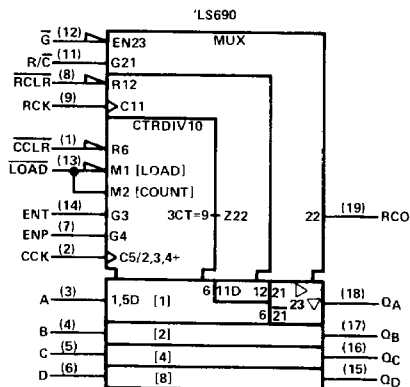 'LS690
MUX
G (12) EN23
R/C (11) G21
RCLR (8) R12
RCK (9) C11
CTRDIV10
CCLR (1) R6
LOAD (13) M1 [LOAD]
M2 [COUNT]
ENT (14) G3 3CT=9 Z22 22 (19) RCO
ENP (7) G4
CCK (2) C5/2,3,4+
A (3) 1,5D [1] 6 11D 12 21 23 (18) QA
6 21
B (4) [2] (17) QB
C (5) [4] (16) QC
D (6) [8] (15) QD